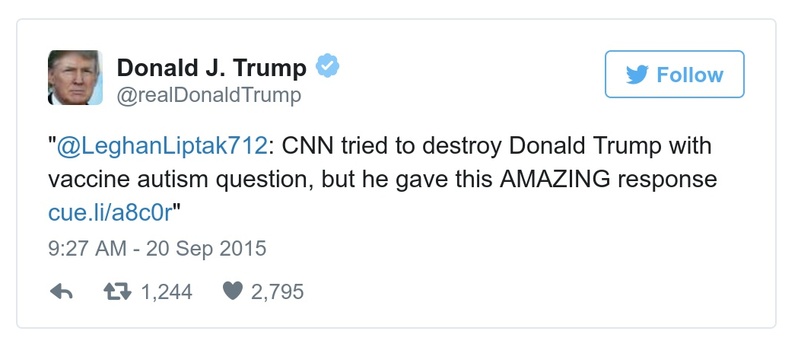 Donald J. Trump
@realDonaldTrump
Follow
"@LeghanLiptak712: CNN tried to destroy Donald Trump with
vaccine autism question, but he gave this AMAZING response
cue.li/a8c0r"
9:27 AM - 20 Sep 2015
1,244 2,795